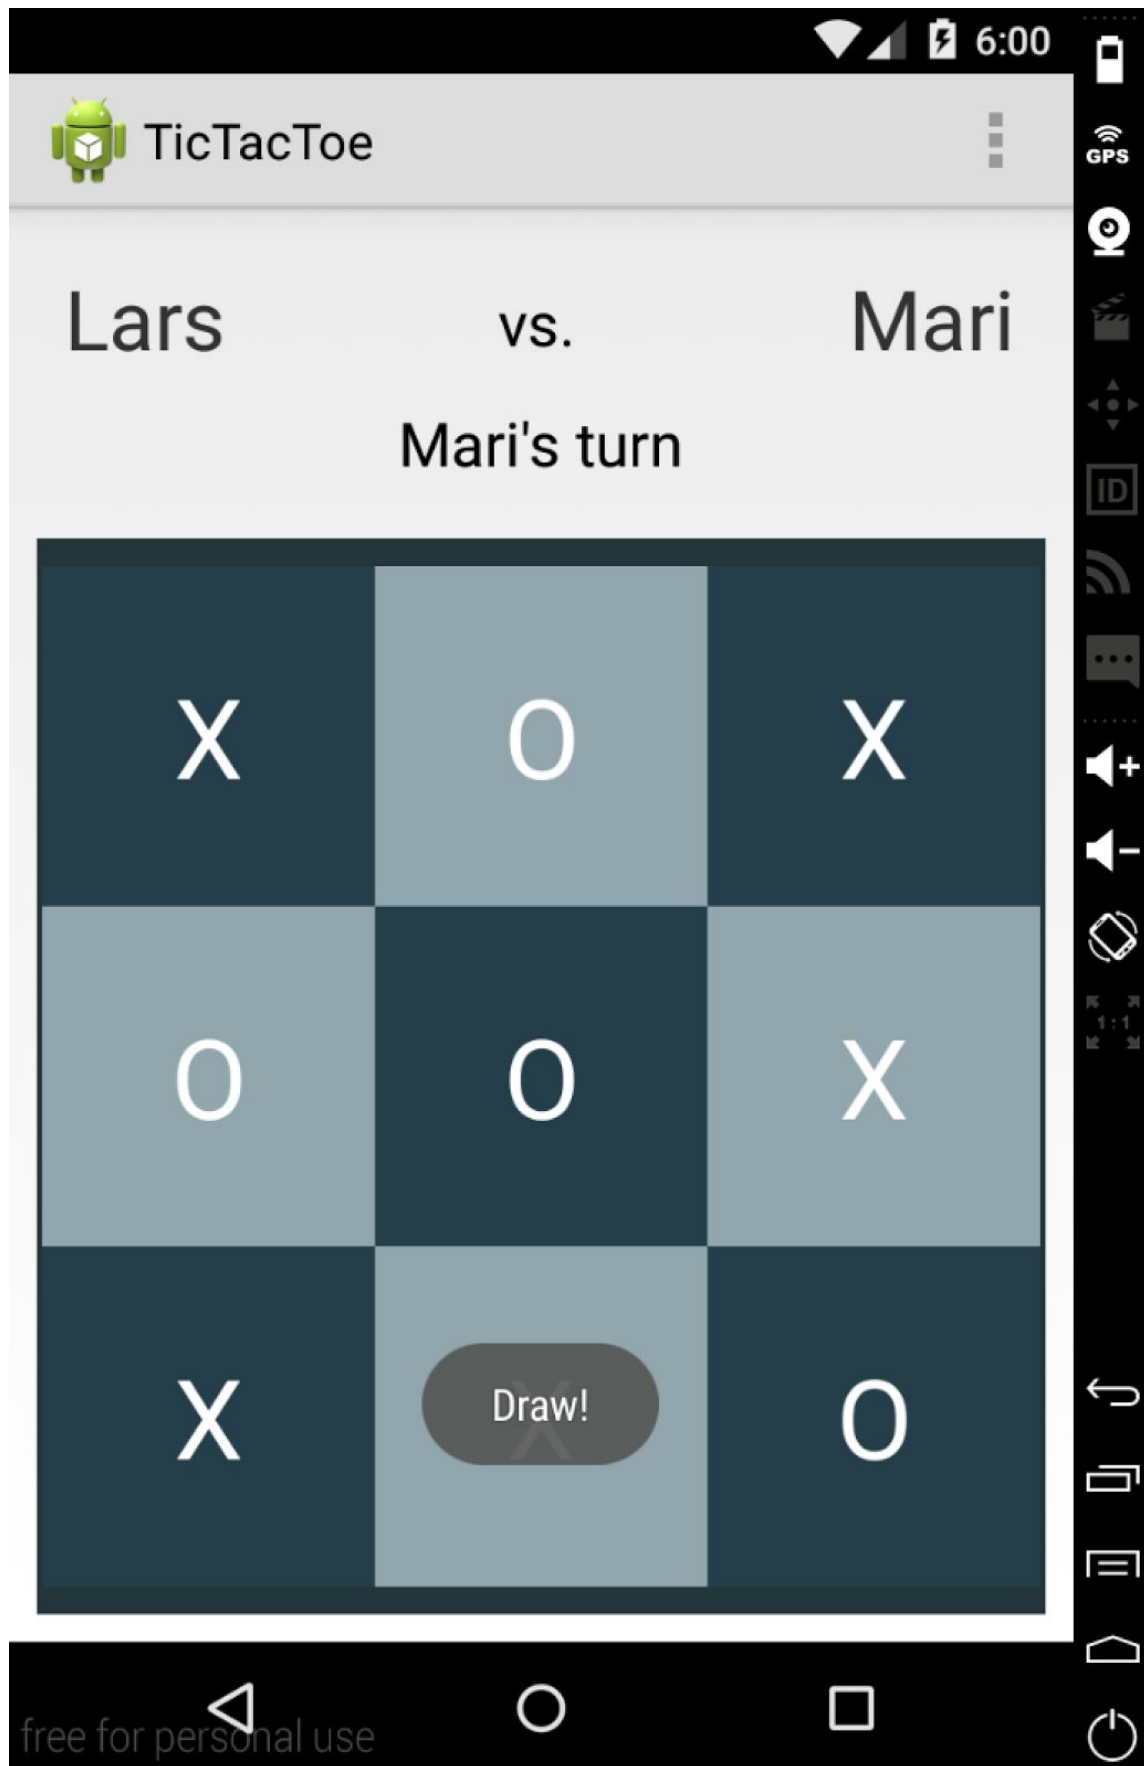 6:00
TicTacToe
GPS
Lars vs. Mari
Mari's turn
ID
X O X
O O X
1:1
X X O
Draw!
free for personal use